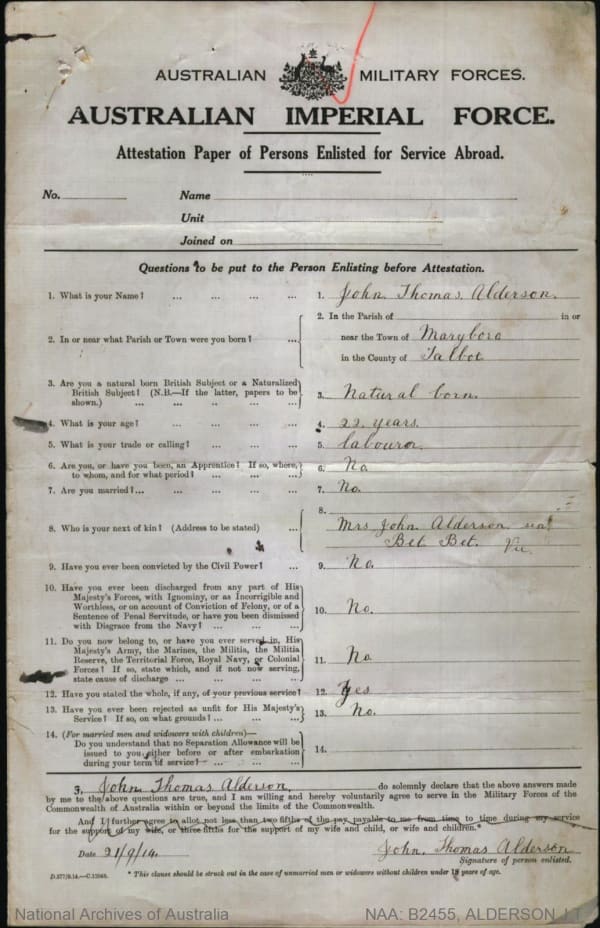 AUSTRALIAN MILITARY FORCES.
AUSTRALIAN IMPERIAL FORCE.
Attestation Paper of Persons Enlisted for Service Abroad.
No. Name
Unit
Joined on
Questions to be put to the Person Enlisting before Attestation.
1. What is your Name? ... ... ... ... 1. John Thomas Alderson.
2. In or near what Parish or Town were you born? ... 2. In the Parish of in or
near the Town of Maryboro
in the County of Talbot
3. Are you a natural born British Subject or a Naturalized
British Subject? (N.B.—If the latter, papers to be
shown.) ... ... ... ... ... 3. Natural born.
4. What is your age? ... ... ... ... 4. 22 years.
5. What is your trade or calling? ... ... ... 5. labourer.
6. Are you, or have you been, an Apprentice? If so, where,
to whom, and for what period? ... ... ... 6. No.
7. Are you married?... ... ... ... ... 7. No.
8. Who is your next of kin? (Address to be stated) ... 8. Mrs John Alderson
Bet Bet. Vic
9. Have you ever been convicted by the Civil Power? ... 9. No.
10. Have you ever been discharged from any part of His
Majesty's Forces, with Ignominy, or as Incorrigible and
Worthless, or on account of Conviction of Felony, or of a
Sentence of Penal Servitude, or have you been dismissed
with Disgrace from the Navy? ... ... ... 10. No.
11. Do you now belong to, or have you ever served in, His
Majesty's Army, the Marines, the Militia, the Militia
Reserve, the Territorial Force, Royal Navy, or Colonial
Forces? If so, state which, and if not now serving,
state cause of discharge ... ... ... ... 11. No
12. Have you stated the whole, if any, of your previous service? 12. Yes
13. Have you ever been rejected as unfit for His Majesty's
Service? If so, on what grounds? ... ... ... 13. No.
14. (For married men and widowers with children)—
Do you understand that no Separation Allowance will be
issued to you either before or after embarkation
during your term of service? ... ... ... 14.
I, John Thomas Alderson, do solemnly declare that the above answers made
by me to the above questions are true, and I am willing and hereby voluntarily agree to serve in the Military Forces of the
Commonwealth of Australia within or beyond the limits of the Commonwealth.
And I further agree to allot not less than two fifths of the pay payable to me from time to time during my service
for the support of my wife, or three fifths for the support of my wife and child, or wife and children.*
Date 21/9/14. John Thomas Alderson
Signature of person enlisted.
* This clause should be struck out in the case of unmarried men or widowers without children under 18 years of age.
National Archives of Australia NAA: B2455, ALDERSON J T